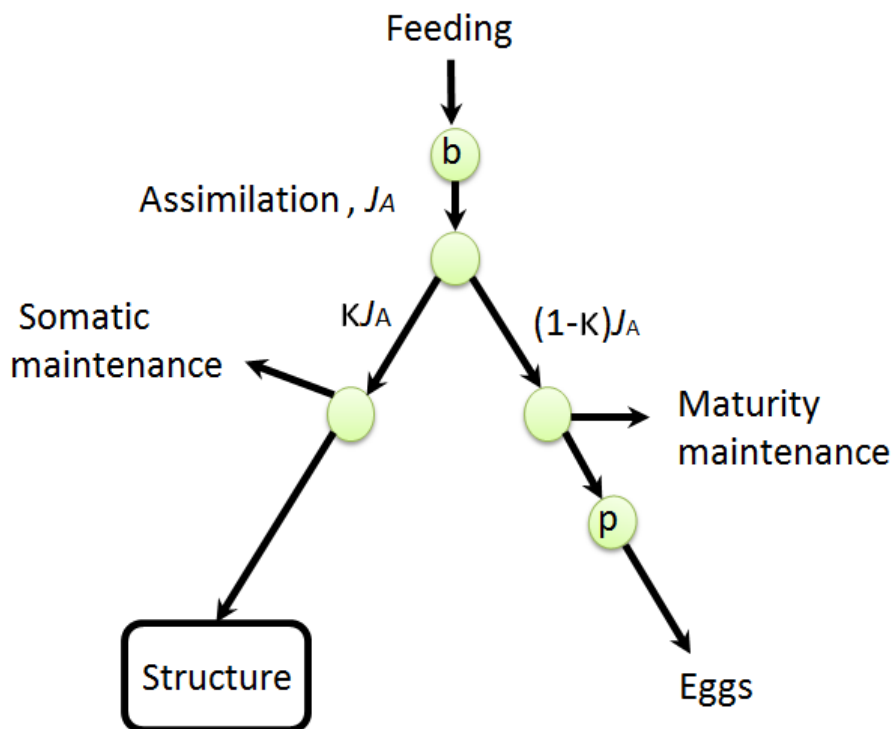 Feeding
b
Assimilation , JA
κJA
(1-κ)JA
Somatic
maintenance
Maturity
maintenance
p
Structure
Eggs